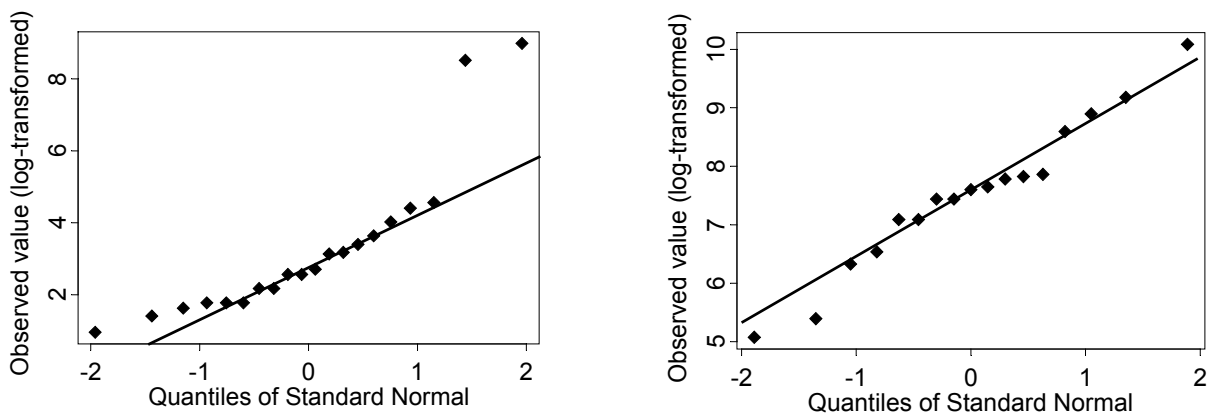 Observed value (log-transformed)
8
6
4
2
-2 -1 0 1 2
Quantiles of Standard Normal
Observed value (log-transformed)
10
9
8
7
6
5
-2 -1 0 1 2
Quantiles of Standard Normal